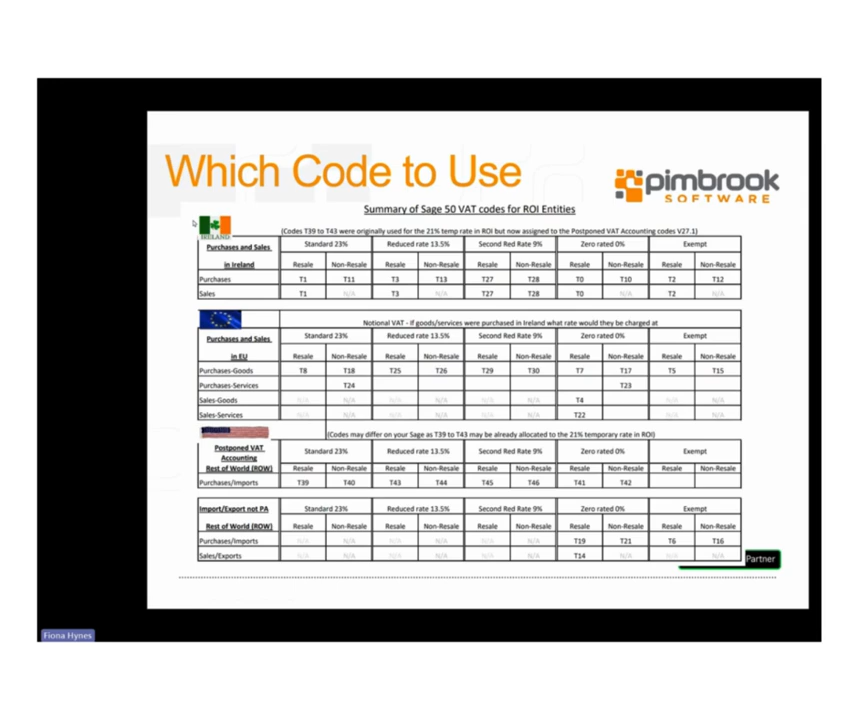 Which Code to Use
pimbrook
SOFTWARE
Summary of Sage 50 VAT codes for ROI Entities
IRELAND
(Codes T39 to T43 were originally used for the 21% temp rate in ROI but now assigned to the Postponed VAT Accounting codes V27.1)
Purchases and Sales Standard 23% Reduced rate 13.5% Second Red Rate 9% Zero rated 0% Exempt
in Ireland Resale Non-Resale Resale Non-Resale Resale Non-Resale Resale Non-Resale Resale Non-Resale
Purchases T1 T11 T3 T13 T27 T28 T0 T10 T2 T12
Sales T1 N/A T3 N/A T27 T28 T0 N/A T2 N/A
Notional VAT - If goods/services were purchased in Ireland what rate would they be charged at
Purchases and Sales Standard 23% Reduced rate 13.5% Second Red Rate 9% Zero rated 0% Exempt
in EU Resale Non-Resale Resale Non-Resale Resale Non-Resale Resale Non-Resale Resale Non-Resale
Purchases-Goods T8 T18 T25 T26 T29 T30 T7 T17 T5 T15
Purchases-Services T24 T23
Sales-Goods N/A N/A N/A N/A N/A N/A T4 N/A N/A
Sales-Services N/A N/A N/A N/A N/A N/A T22 N/A N/A
(Codes may differ on your Sage as T39 to T43 may be already allocated to the 21% temporary rate in ROI)
Postponed VAT
Accounting Standard 23% Reduced rate 13.5% Second Red Rate 9% Zero rated 0% Exempt
Rest of World (ROW) Resale Non-Resale Resale Non-Resale Resale Non-Resale Resale Non-Resale Resale Non-Resale
Purchases/Imports T39 T40 T43 T44 T45 T46 T41 T42
Import/Export not PA Standard 23% Reduced rate 13.5% Second Red Rate 9% Zero rated 0% Exempt
Rest of World (ROW) Resale Non-Resale Resale Non-Resale Resale Non-Resale Resale Non-Resale Resale Non-Resale
Purchases/Imports N/A N/A N/A N/A N/A N/A T19 T21 T6 T16
Sales/Exports N/A N/A N/A N/A N/A N/A T14 N/A N/A N/A
Partner
Fiona Hynes